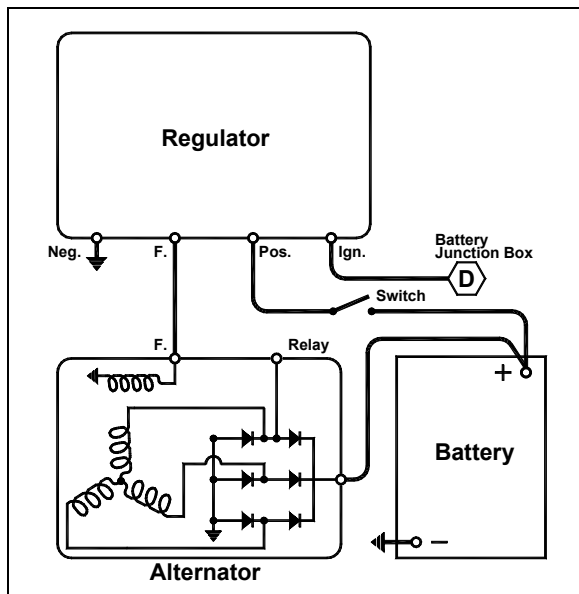 Regulator
Neg.
F.
Pos.
Ign.
Battery
Junction Box
D
Switch
F.
Relay
+
Battery
−
Alternator